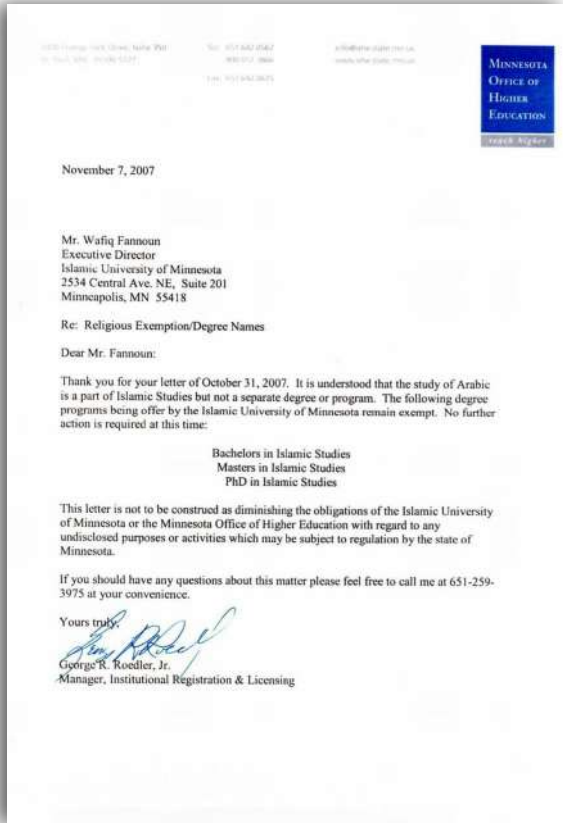 MINNESOTA
OFFICE OF
HIGHER
EDUCATION
reach higher
November 7, 2007
Mr. Wafiq Fannoun
Executive Director
Islamic University of Minnesota
2534 Central Ave. NE, Suite 201
Minneapolis, MN 55418
Re: Religious Exemption/Degree Names
Dear Mr. Fannoun:
Thank you for your letter of October 31, 2007. It is understood that the study of Arabic
is a part of Islamic Studies but not a separate degree or program. The following degree
programs being offer by the Islamic University of Minnesota remain exempt. No further
action is required at this time:
Bachelors in Islamic Studies
Masters in Islamic Studies
PhD in Islamic Studies
This letter is not to be construed as diminishing the obligations of the Islamic University
of Minnesota or the Minnesota Office of Higher Education with regard to any
undisclosed purposes or activities which may be subject to regulation by the state of
Minnesota.
If you should have any questions about this matter please feel free to call me at 651-259-
3975 at your convenience.
Yours truly,
George R. Roedler, Jr.
Manager, Institutional Registration & Licensing